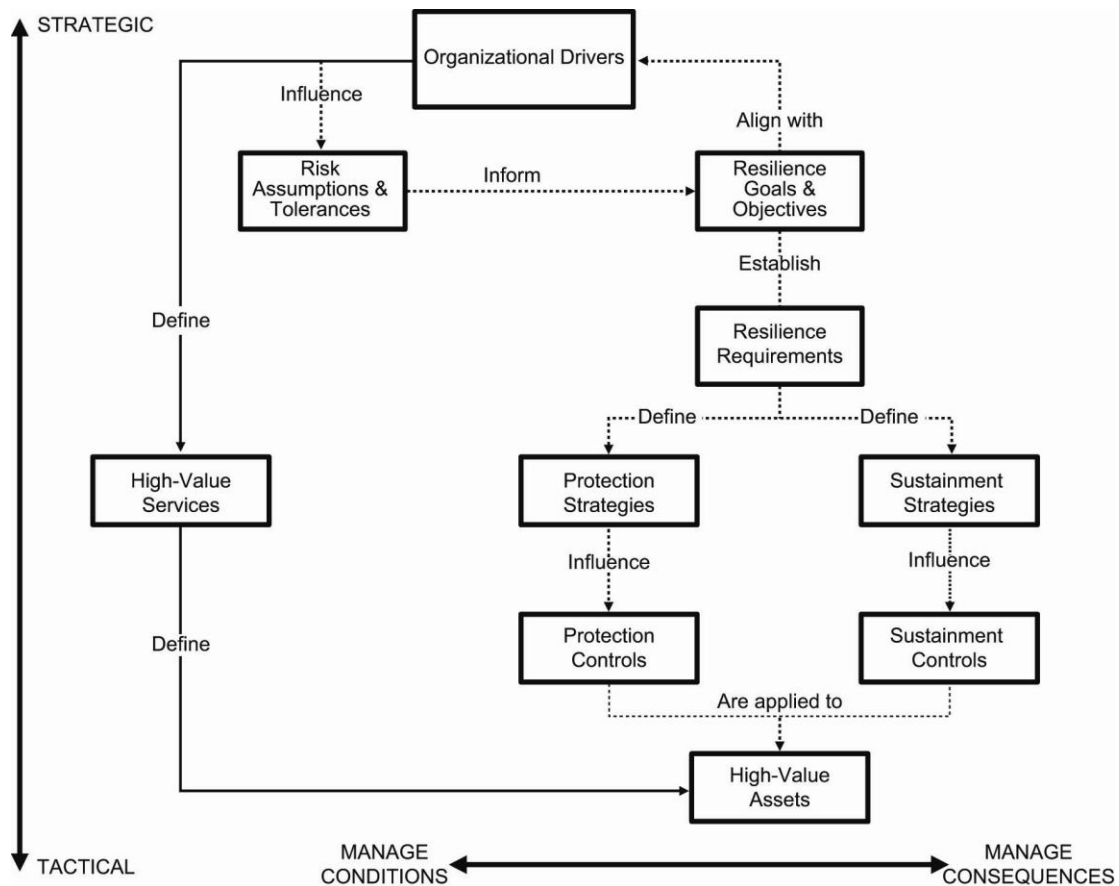 STRATEGIC
Organizational Drivers
Influence
Align with
Risk
Assumptions &
Tolerances
Inform
Resilience
Goals &
Objectives
Establish
Define
Resilience
Requirements
Define
Define
High-Value
Services
Protection
Strategies
Sustainment
Strategies
Influence
Influence
Define
Protection
Controls
Sustainment
Controls
Are applied to
High-Value
Assets
TACTICAL
MANAGE
CONDITIONS
MANAGE
CONSEQUENCES